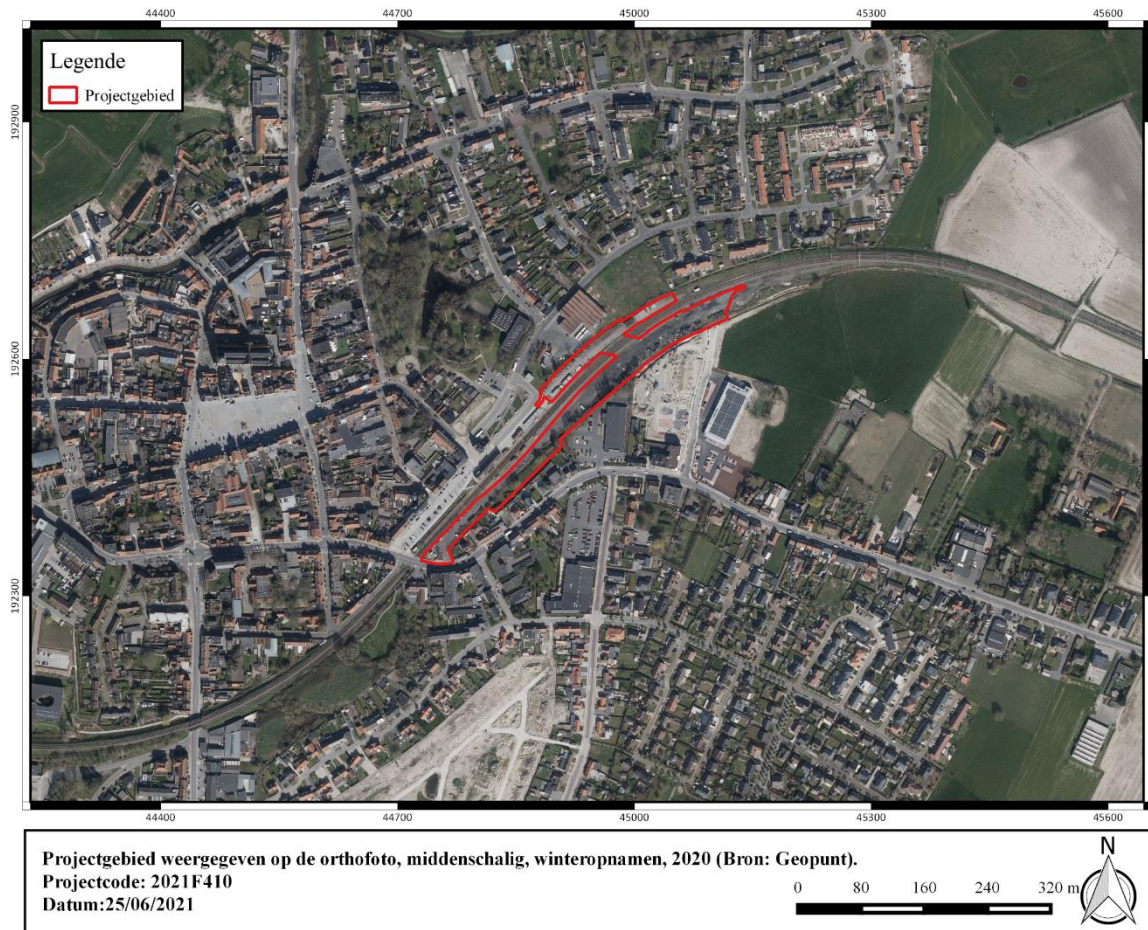 44400 44700 45000 45300 45600
Legende
Projectgebied
192900
192600
192300
44400 44700 45000 45300 45600
Projectgebied weergegeven op de orthofoto, middenschalig, winteropnamen, 2020 (Bron: Geopunt).
Projectcode: 2021F410
Datum:25/06/2021
0 80 160 240 320 m
N